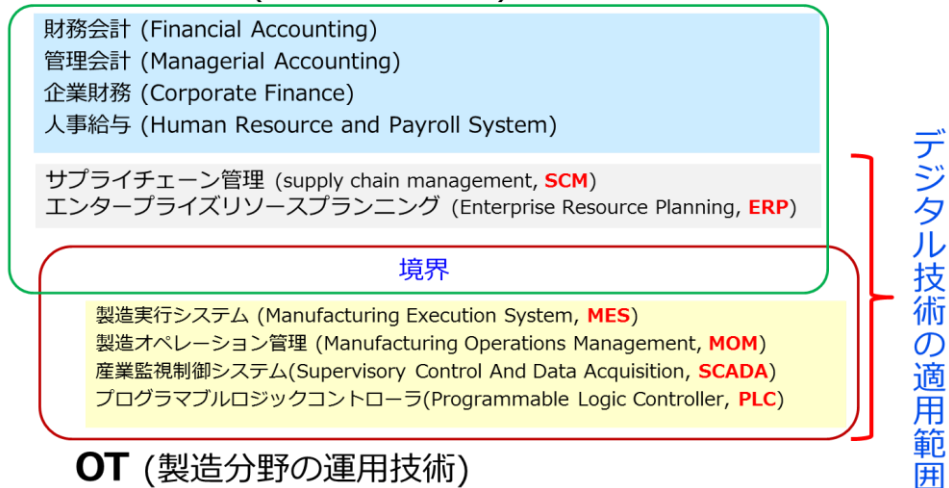 財務会計 (Financial Accounting)
管理会計 (Managerial Accounting)
企業財務 (Corporate Finance)
人事給与 (Human Resource and Payroll System)
サプライチェーン管理 (supply chain management, SCM)
エンタープライズリソースプランニング (Enterprise Resource Planning, ERP)
境界
製造実行システム (Manufacturing Execution System, MES)
製造オペレーション管理 (Manufacturing Operations Management, MOM)
産業監視制御システム(Supervisory Control And Data Acquisition, SCADA)
プログラマブルロジックコントローラ(Programmable Logic Controller, PLC)
OT (製造分野の運用技術)
デジタル技術の適用範囲